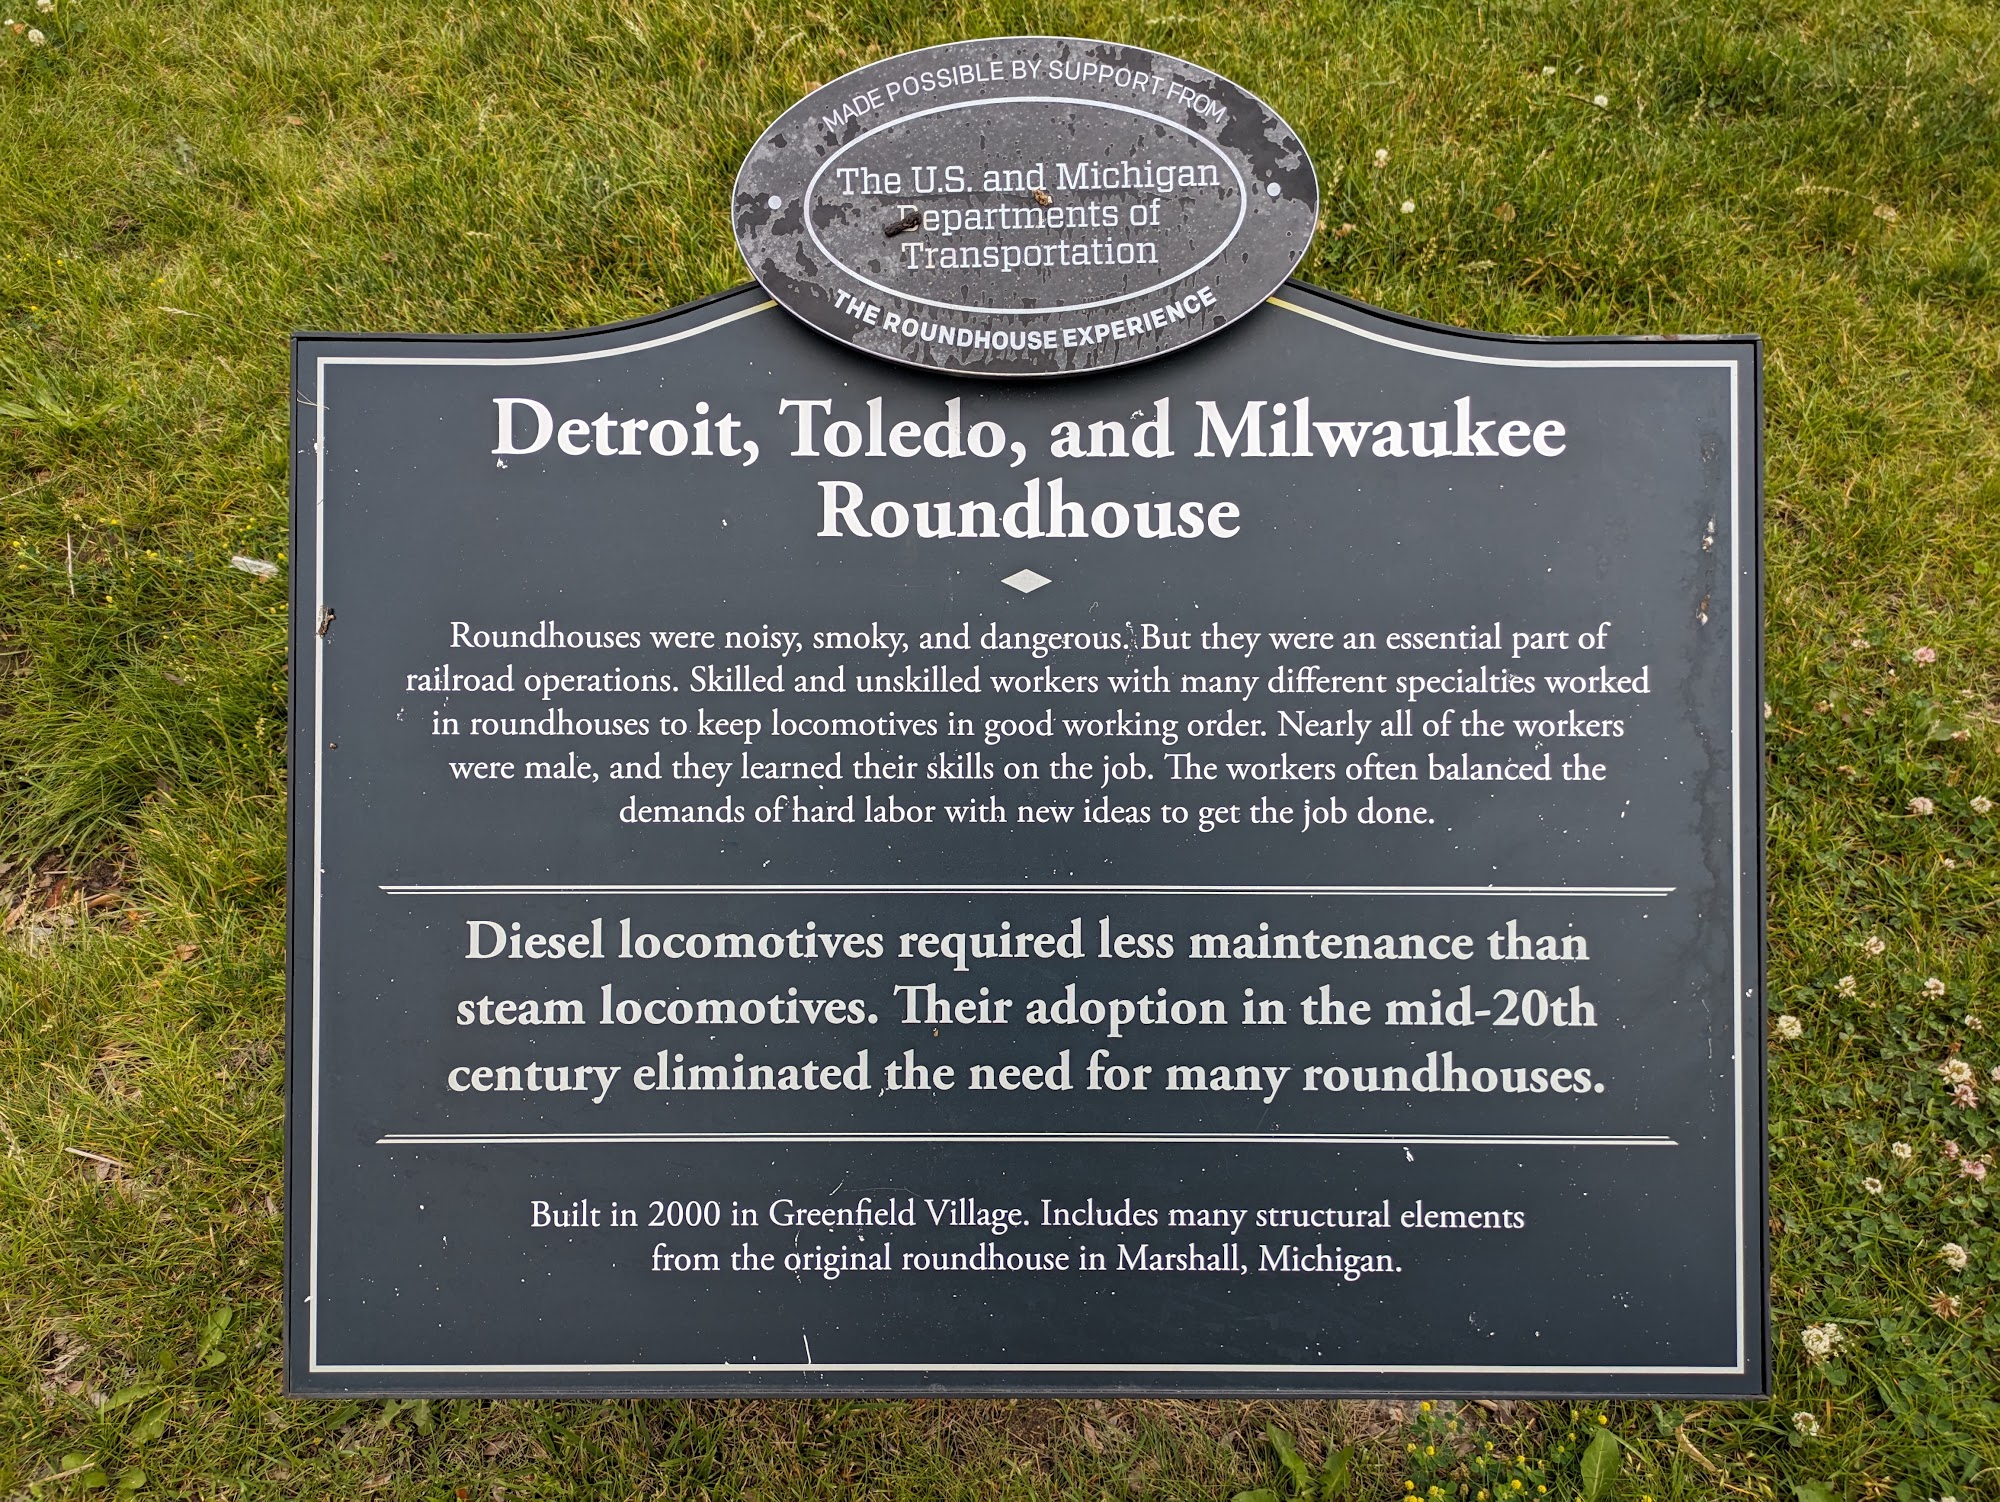 MADE POSSIBLE BY SUPPORT FROM
The U.S. and Michigan
Departments of
Transportation
THE ROUNDHOUSE EXPERIENCE
Detroit, Toledo, and Milwaukee
Roundhouse
Roundhouses were noisy, smoky, and dangerous. But they were an essential part of
railroad operations. Skilled and unskilled workers with many different specialties worked
in roundhouses to keep locomotives in good working order. Nearly all of the workers
were male, and they learned their skills on the job. The workers often balanced the
demands of hard labor with new ideas to get the job done.
Diesel locomotives required less maintenance than
steam locomotives. Their adoption in the mid-20th
century eliminated the need for many roundhouses.
Built in 2000 in Greenfield Village. Includes many structural elements
from the original roundhouse in Marshall, Michigan.